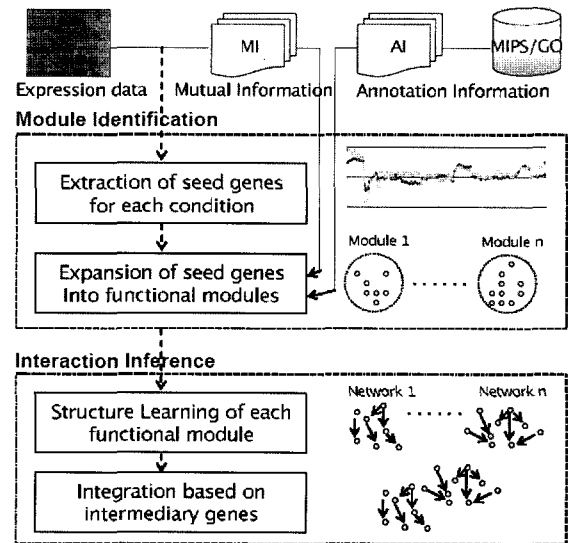 MI
AI
MIPS/GO
Expression data
Mutual Information
Annotation Information
Module Identification
Extraction of seed genes
for each condition
Module 1
Module n
Expansion of seed genes
Into functional modules
Interaction Inference
Network 1
Network n
Structure Learning of each
functional module
Integration based on
intermediary genes